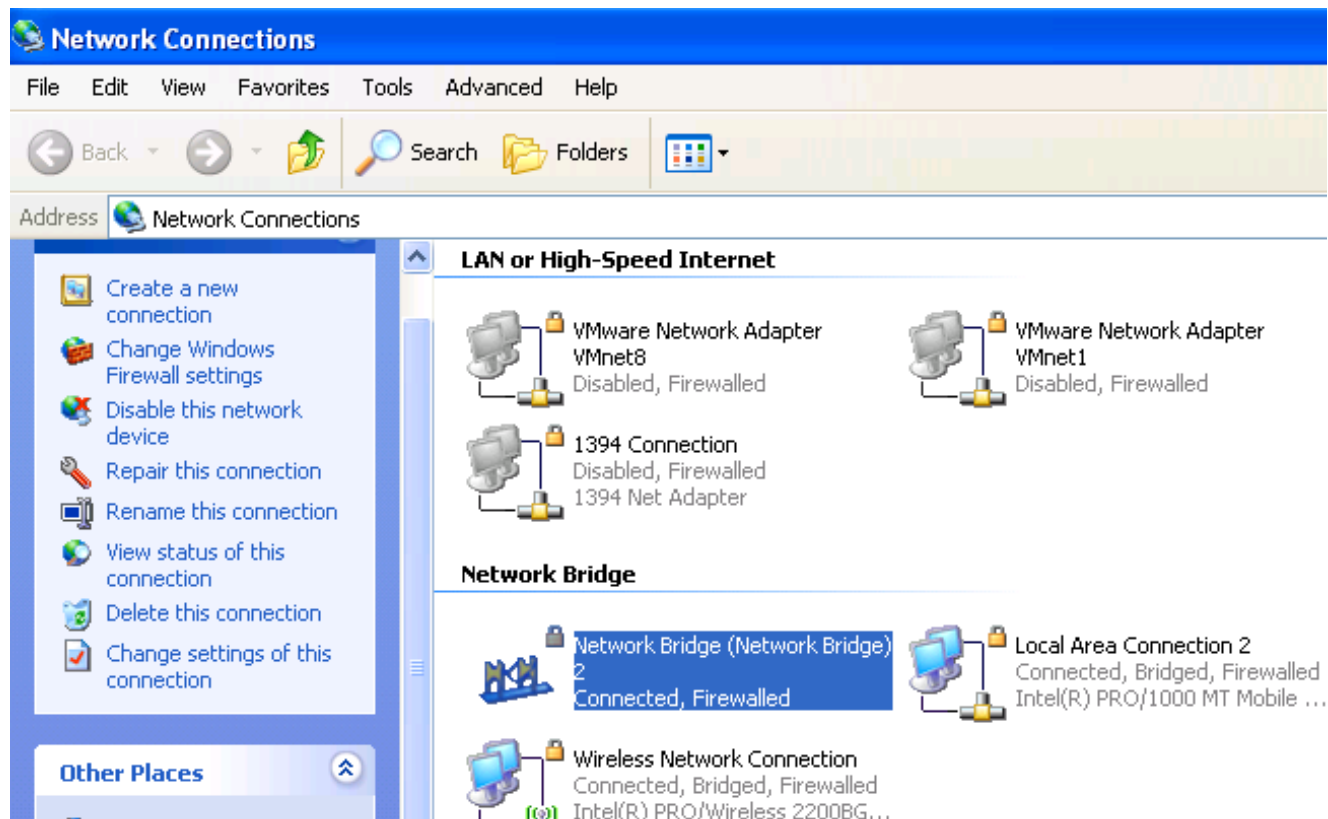 Network Connections
File Edit View Favorites Tools Advanced Help
Back Search Folders
Address Network Connections
Create a new
connection
Change Windows
Firewall settings
Disable this network
device
Repair this connection
Rename this connection
View status of this
connection
Delete this connection
Change settings of this
connection
Other Places
LAN or High-Speed Internet
VMware Network Adapter
VMnet8
Disabled, Firewalled
VMware Network Adapter
VMnet1
Disabled, Firewalled
1394 Connection
Disabled, Firewalled
1394 Net Adapter
Network Bridge
Network Bridge (Network Bridge)
2
Connected, Firewalled
Local Area Connection 2
Connected, Bridged, Firewalled
Intel(R) PRO/1000 MT Mobile ...
Wireless Network Connection
Connected, Bridged, Firewalled
Intel(R) PRO/Wireless 2200BG...